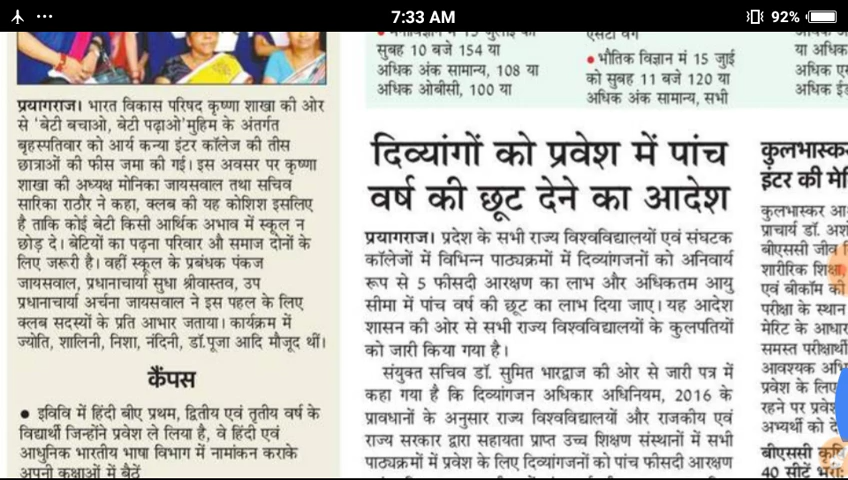 7:33 AM
92%
प्रयागराज। भारत विकास परिषद कृष्णा शाखा की ओर
से 'बेटी बचाओ, बेटी पढ़ाओ'मुहिम के अंतर्गत
बृहस्पतिवार को आर्य कन्या इंटर कॉलेज की तीस
छात्राओं की फीस जमा की गई। इस अवसर पर कृष्णा
शाखा की अध्यक्ष मोनिका जायसवाल तथा सचिव
सारिका राठौर ने कहा, क्लब की यह कोशिश इसलिए
है ताकि कोई बेटी किसी आर्थिक अभाव में स्कूल न
छोड़ दे। बेटियों का पढ़ना परिवार औ समाज दोनों के
लिए जरूरी है। वहीं स्कूल के प्रबंधक पंकज
जायसवाल, प्रधानाचार्या सुधा श्रीवास्तव, उप
प्रधानाचार्या अर्चना जायसवाल ने इस पहल के लिए
क्लब सदस्यों के प्रति आभार जताया। कार्यक्रम में
ज्योति, शालिनी, निशा, नंदिनी, डॉ.पूजा आदि मौजूद थीं।
कैंपस
● इविवि में हिंदी बीए प्रथम, द्वितीय एवं तृतीय वर्ष के
विद्यार्थी जिन्होंने प्रवेश ले लिया है, वे हिंदी एवं
आधुनिक भारतीय भाषा विभाग में नामांकन कराके
अपनी कक्षाओं में बैठें
सुबह 10 बजे 154 या
अधिक अंक सामान्य, 108 या
अधिक ओबीसी, 100 या
एसटी वर्ग
● भौतिक विज्ञान मं 15 जुाई
को सुबह 11 बजे 120 या
अधिक अंक सामान्य, सभी
या अधिक
अधिक
अधिक
दिव्यांगों को प्रवेश में पांच
वर्ष की छूट देने का आदेश
प्रयागराज। प्रदेश के सभी राज्य विश्वविद्यालयों एवं संघटक
कॉलेजों में विभिन्न पाठ्यक्रमों में दिव्यांगजनों को अनिवार्य
रूप से 5 फीसदी आरक्षण का लाभ और अधिकतम आयु
सीमा में पांच वर्ष की छूट का लाभ दिया जाए। यह आदेश
शासन की ओर से सभी राज्य विश्वविद्यालयों के कुलपतियों
को जारी किया गया है।
संयुक्त सचिव डॉ. सुमित भारद्वाज की ओर से जारी पत्र में
कहा गया है कि दिव्यांगजन अधिकार अधिनियम, 2016 के
प्रावधानों के अनुसार राज्य विश्वविद्यालयों और राजकीय एवं
राज्य सरकार द्वारा सहायता प्राप्त उच्च शिक्षण संस्थानों में सभी
पाठ्यक्रमों में प्रवेश के लिए दिव्यांगजनों को पांच फीसदी आरक्षण
कुलभास्कर
इंटर की
कुलभास्कर
प्राचार्य डॉ.
बीएससी जीव
शारीरिक शिक्षा,
एवं बीकॉम की
परीक्षा के स्थान
मेरिट के आधार
समस्त परीक्षार्थी
आवश्यक
प्रवेश के लिए
रहने पर
अभ्यर्थी को
बीएससी कृषि
40 सीटें